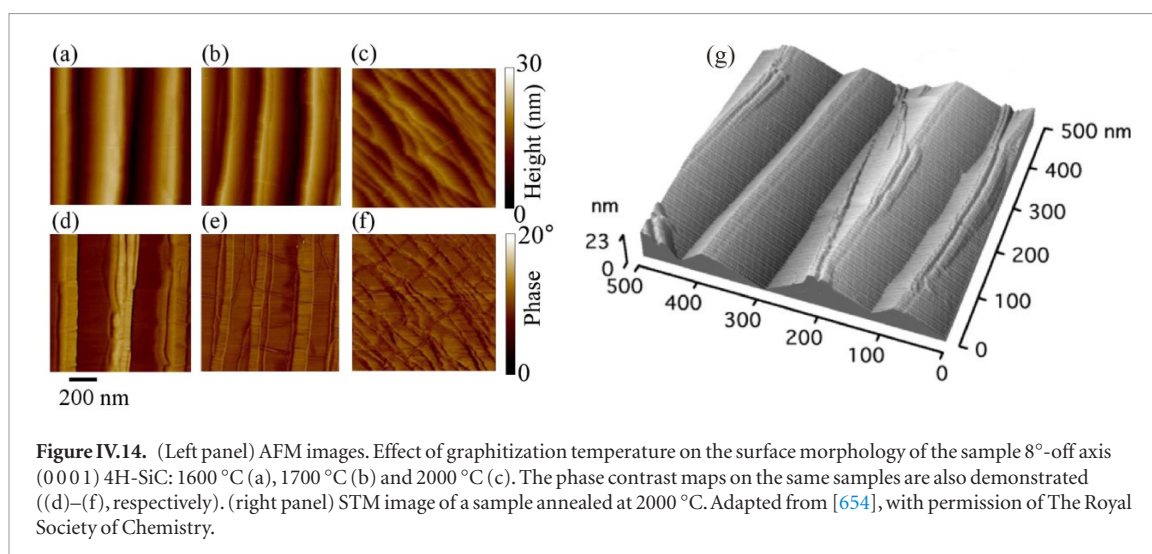 (a) (b) (c)
30
Height (nm)
0
(d) (e) (f)
20°
Phase
0
200 nm
(g)
nm
23
0
500
400
300
200
100
0
500 nm
400
300
200
100
0
Figure IV.14. (Left panel) AFM images. Effect of graphitization temperature on the surface morphology of the sample 8°-off axis
(0 0 0 1) 4H-SiC: 1600 °C (a), 1700 °C (b) and 2000 °C (c). The phase contrast maps on the same samples are also demonstrated
((d)–(f), respectively). (right panel) STM image of a sample annealed at 2000 °C. Adapted from [654], with permission of The Royal
Society of Chemistry.